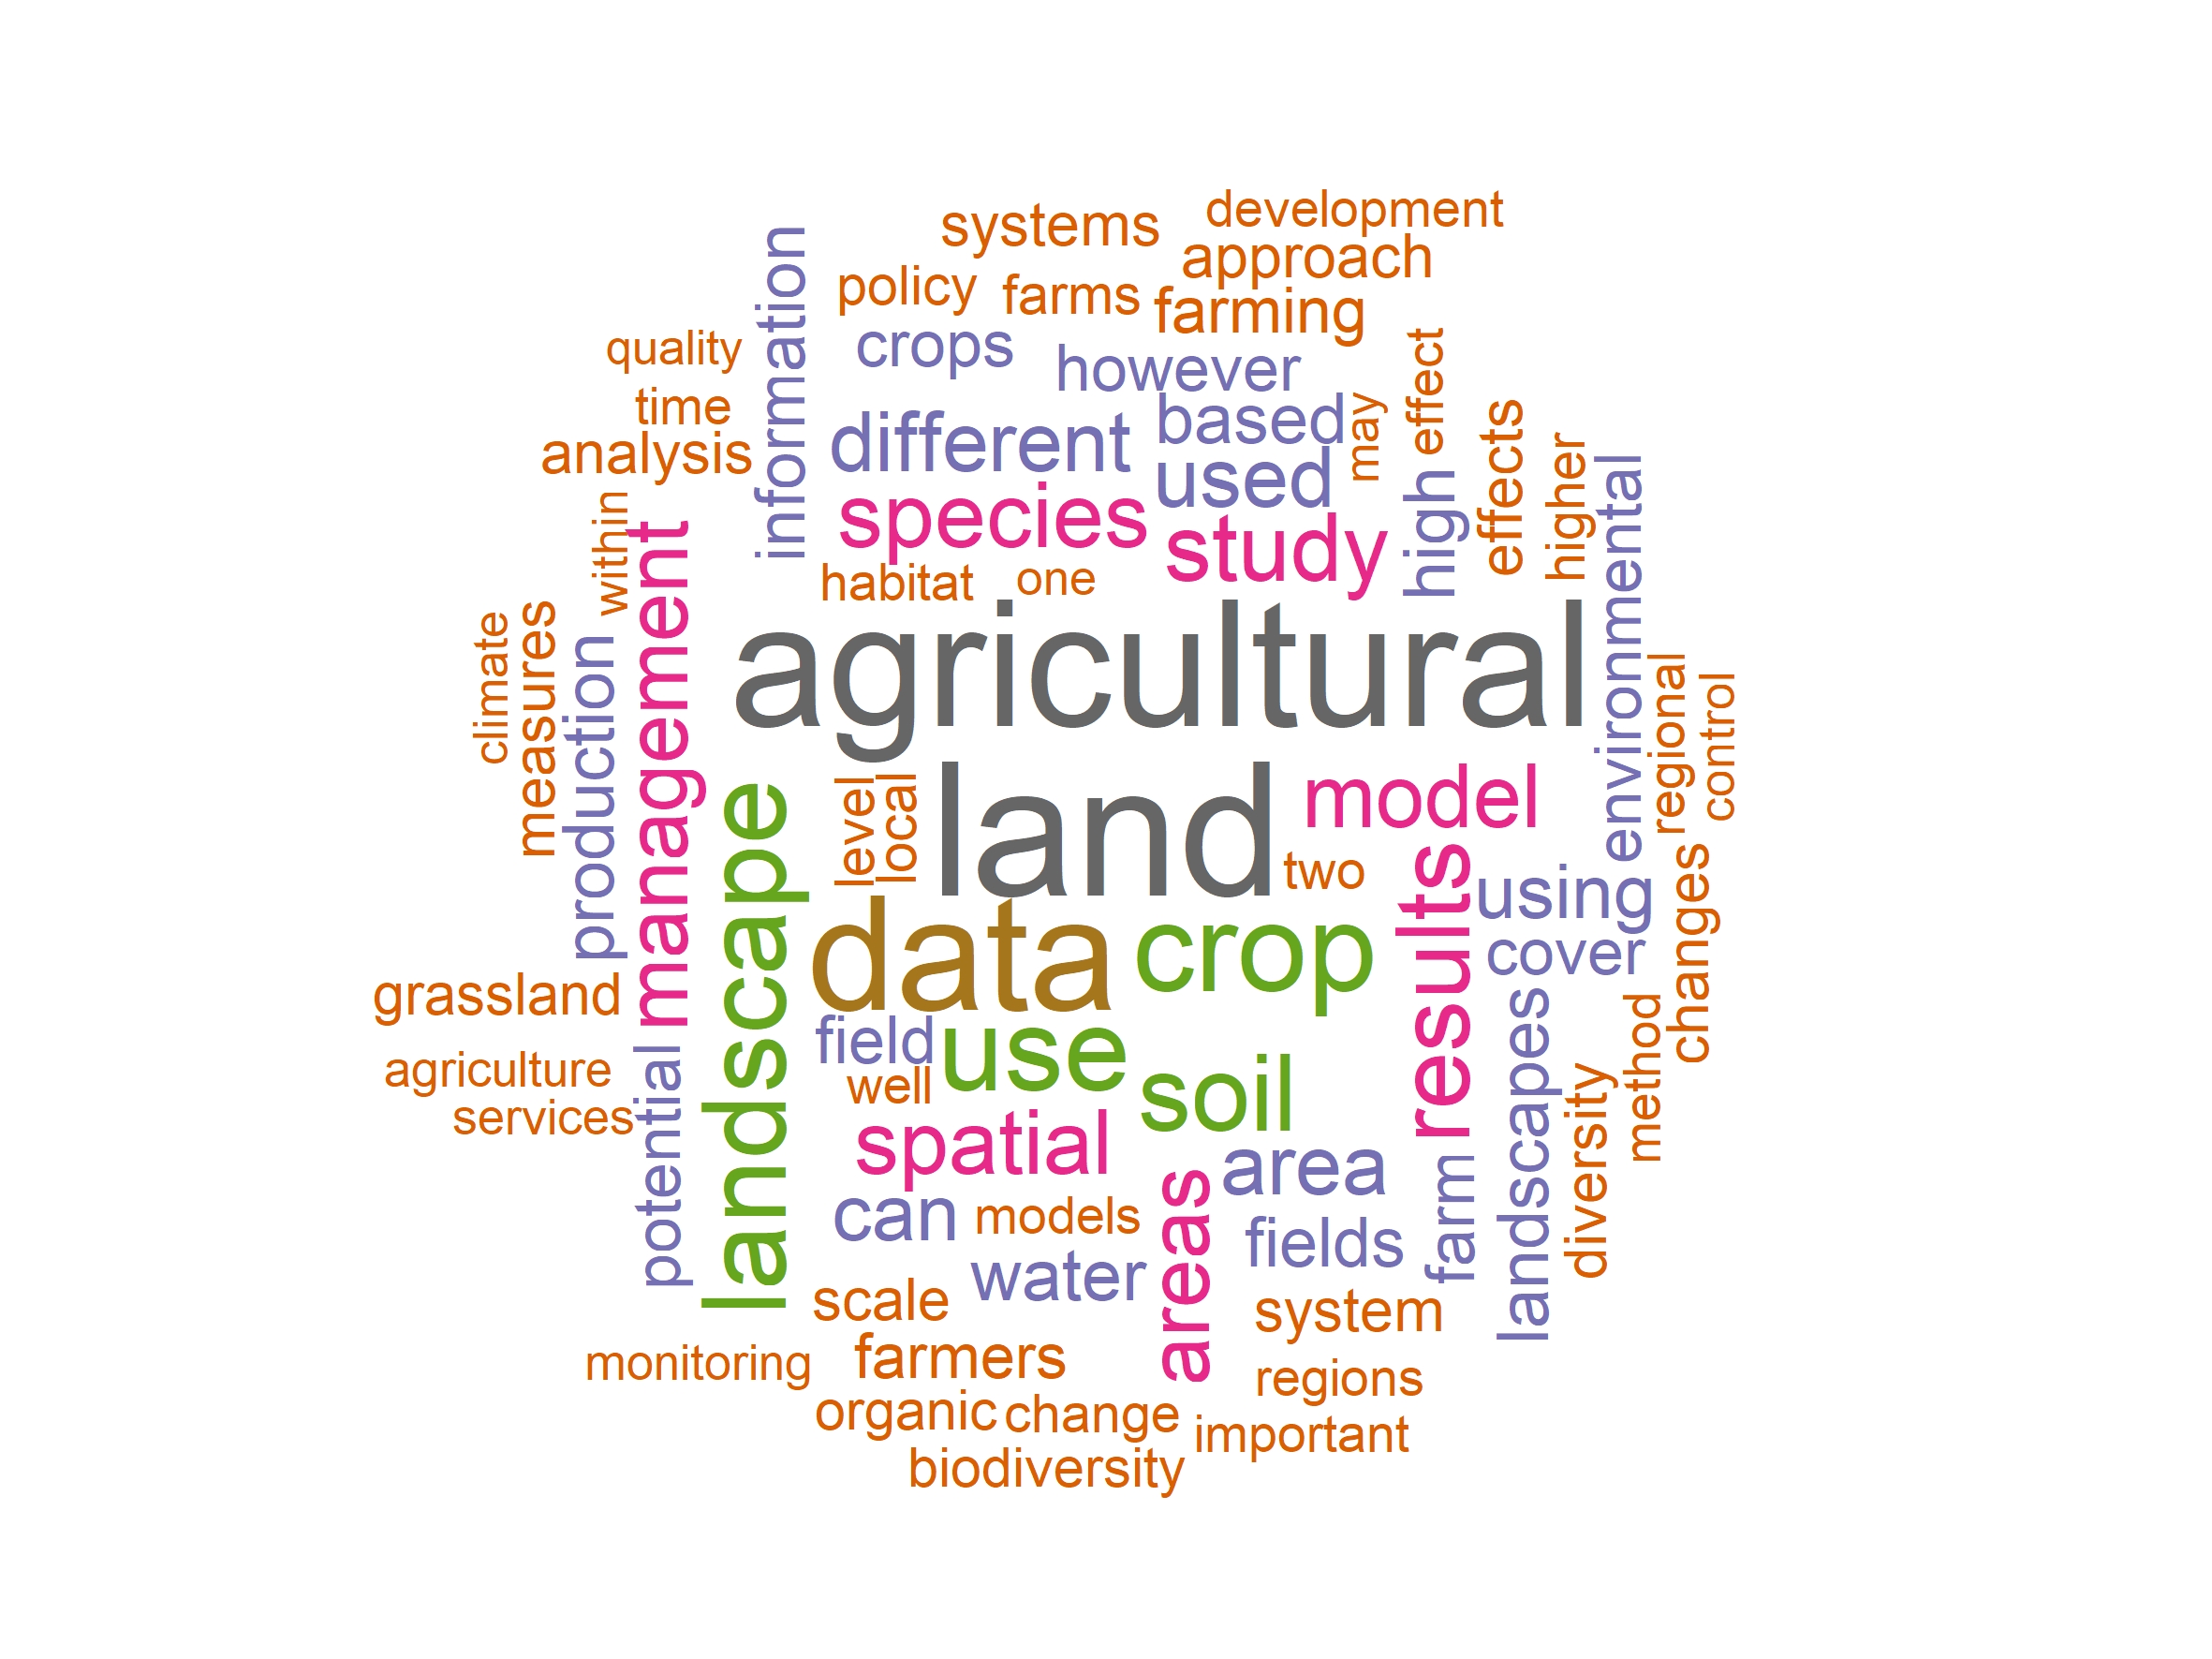 development
systems
approach
information
policy
farms
farming
quality
crops
however
effect
time
may
based
analysis
different
effects
used
higher
environmental
within
species
study
high
management
habitat
one
climate
measures
agricultural
production
regional
control
landscape
level
local
land
model
two
results
using
changes
data
crop
cover
grassland
field
use
landscapes
method
agriculture
potential
well
soil
diversity
services
spatial
areas
area
farm
can
models
fields
water
scale
system
monitoring
farmers
regions
organic
change
important
biodiversity